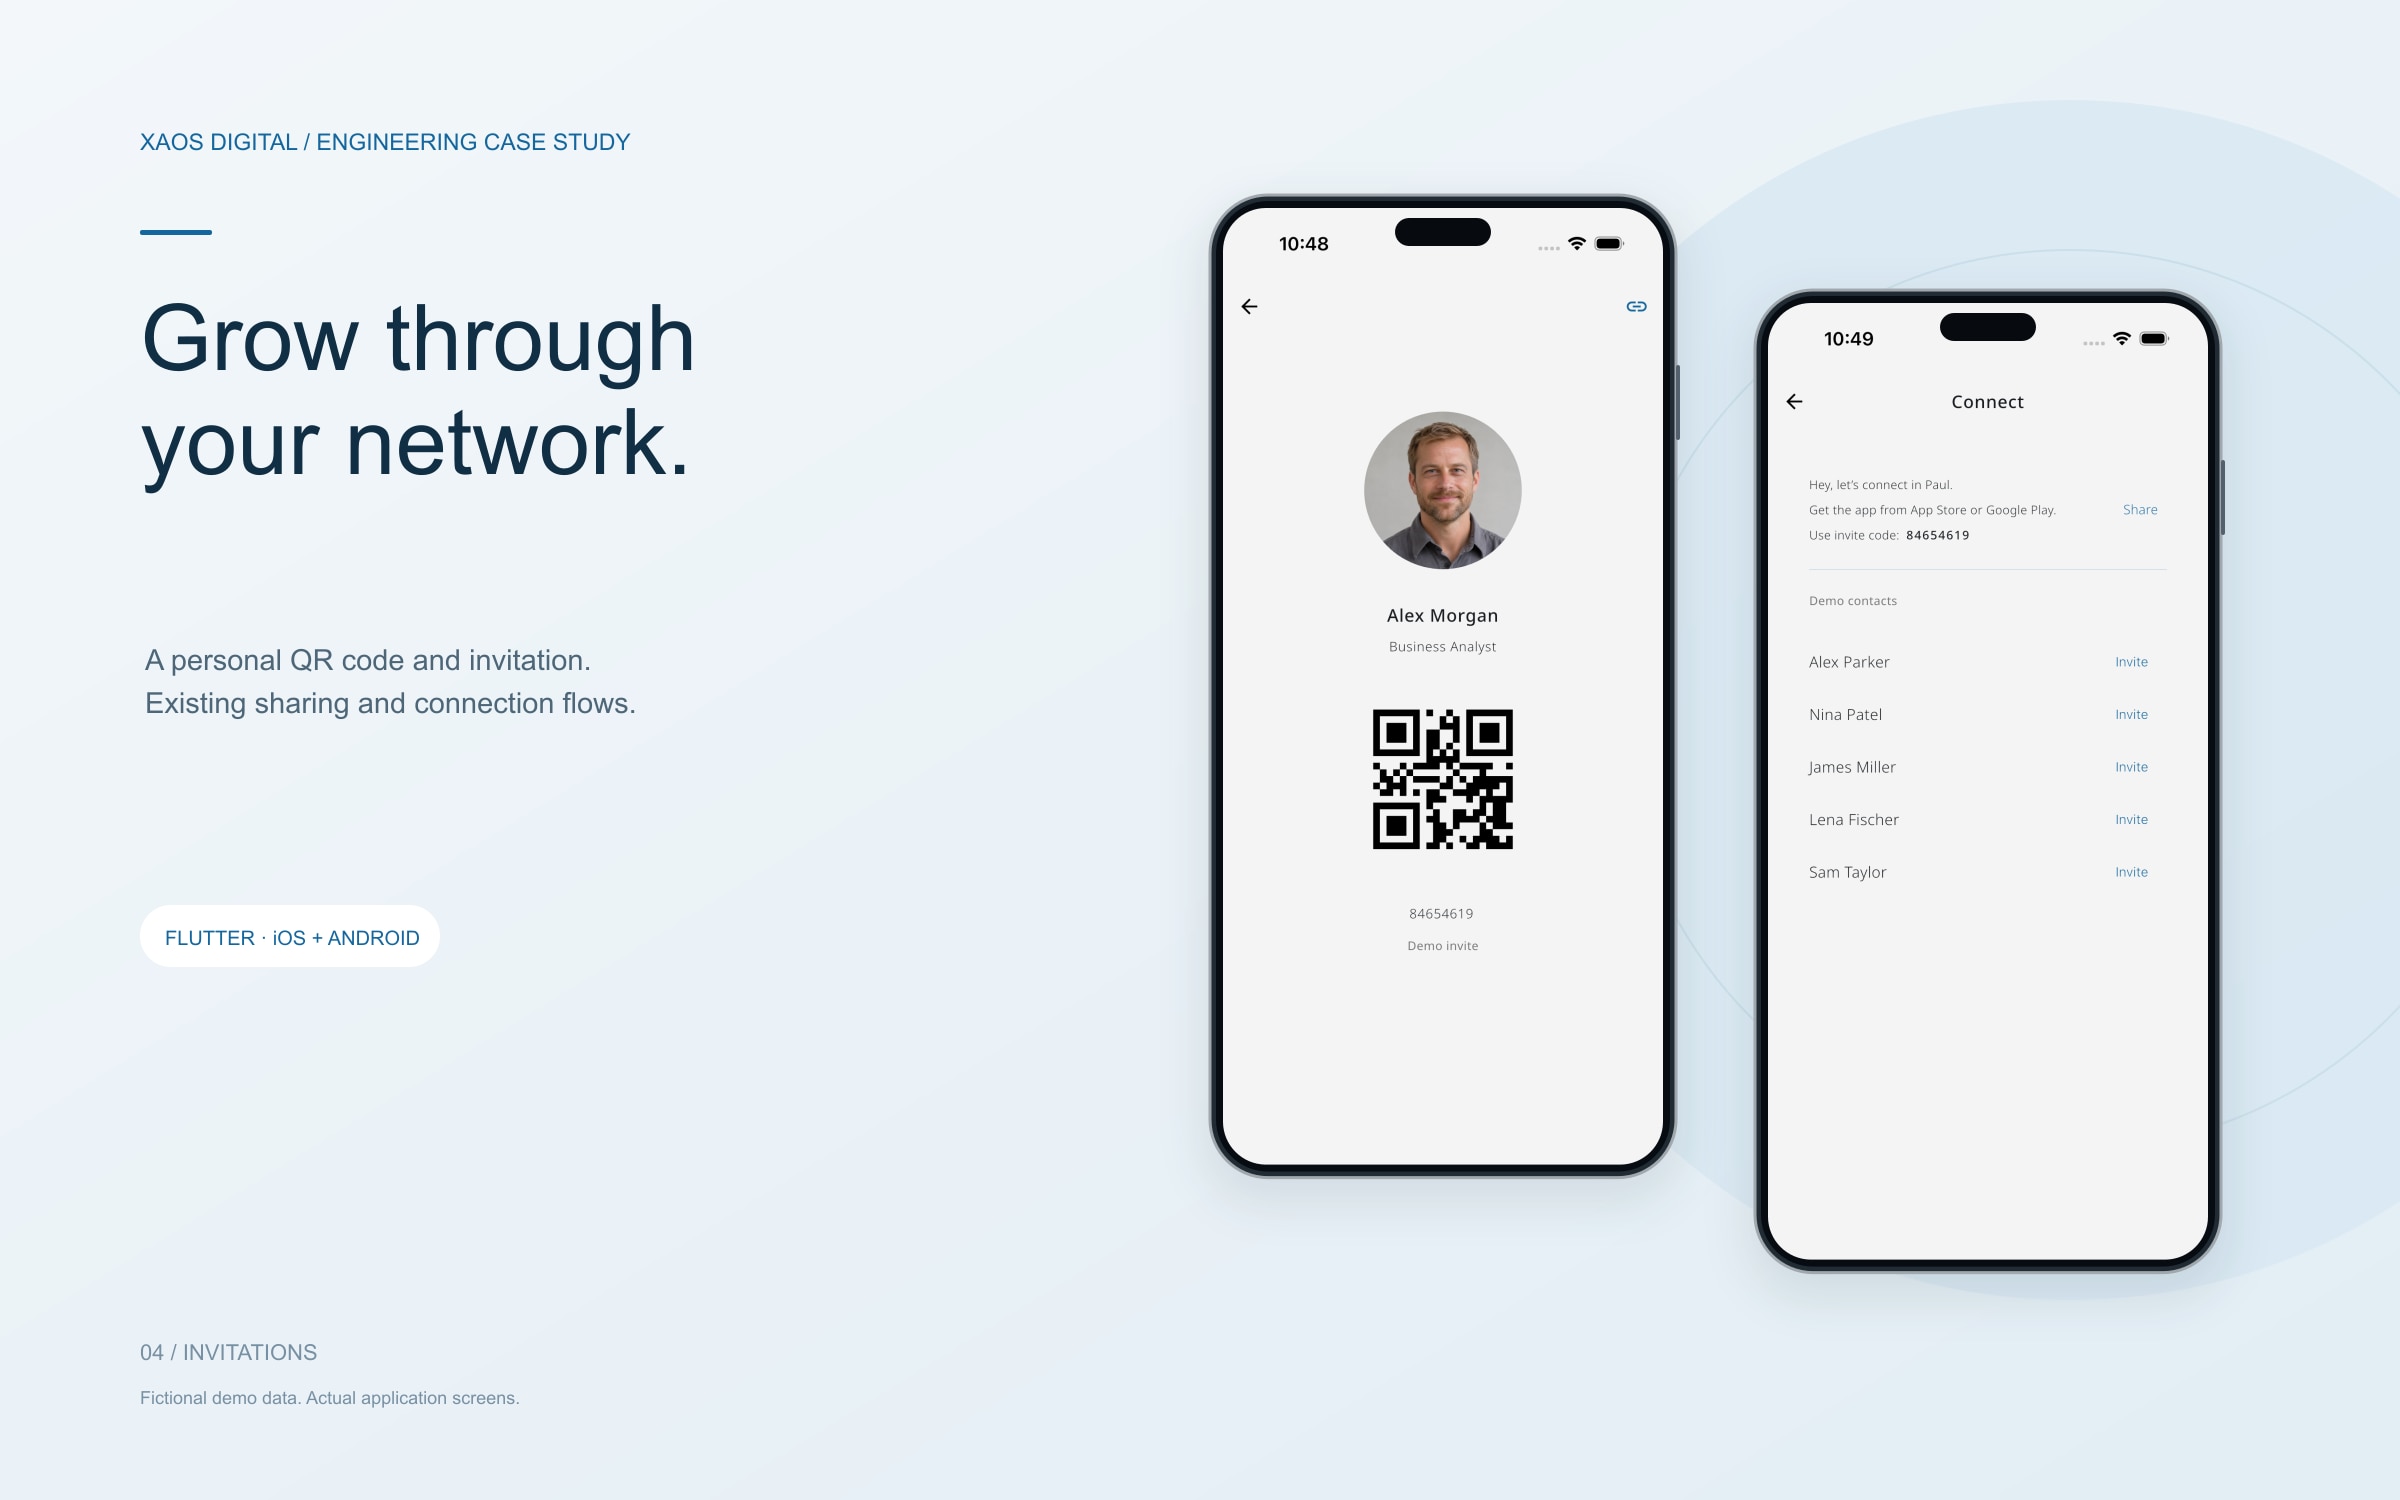 XAOS DIGITAL / ENGINEERING CASE STUDY
Grow through
your network.
A personal QR code and invitation.
Existing sharing and connection flows.
FLUTTER · iOS + ANDROID
04 / INVITATIONS
Fictional demo data. Actual application screens.
10:48
Alex Morgan
Business Analyst
84654619
Demo invite
10:49
Connect
Hey, let's connect in Paul.
Get the app from App Store or Google Play.
Share
Use invite code: 84654619
Demo contacts
Alex Parker Invite
Nina Patel Invite
James Miller Invite
Lena Fischer Invite
Sam Taylor Invite